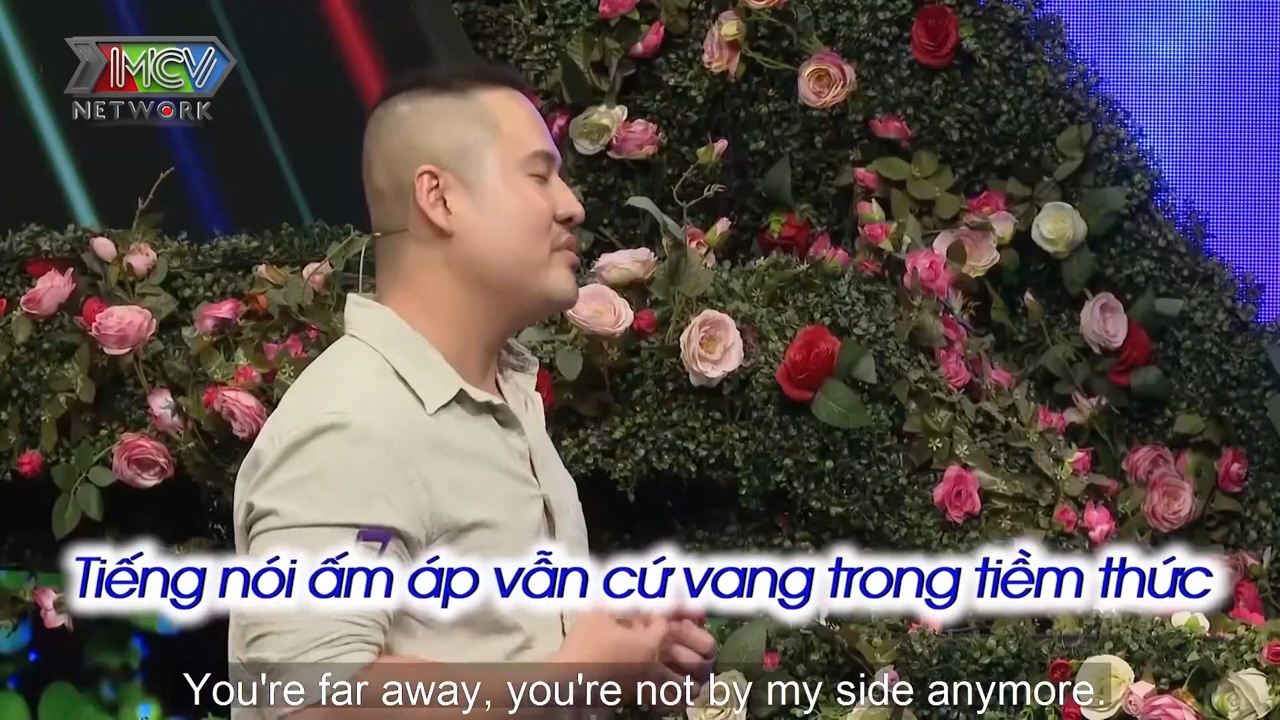 MCV
NETWORK
7
Tiếng nói ấm áp vẫn cứ vang trong tiềm thức
You're far away, you're not by my side anymore.